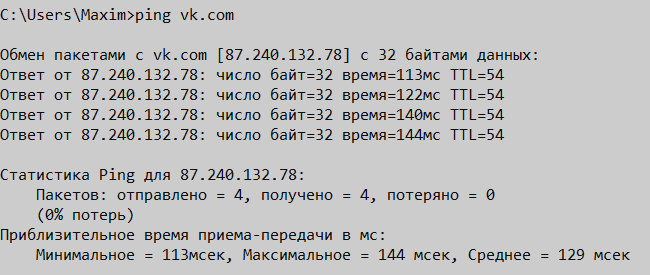 C:\Users\Maxim>ping vk.com
Обмен пакетами с vk.com [87.240.132.78] с 32 байтами данных:
Ответ от 87.240.132.78: число байт=32 время=113мс TTL=54
Ответ от 87.240.132.78: число байт=32 время=122мс TTL=54
Ответ от 87.240.132.78: число байт=32 время=140мс TTL=54
Ответ от 87.240.132.78: число байт=32 время=144мс TTL=54
Статистика Ping для 87.240.132.78:
Пакетов: отправлено = 4, получено = 4, потеряно = 0
(0% потерь)
Приблизительное время приема-передачи в мс:
Минимальное = 113мсек, Максимальное = 144 мсек, Среднее = 129 мсек